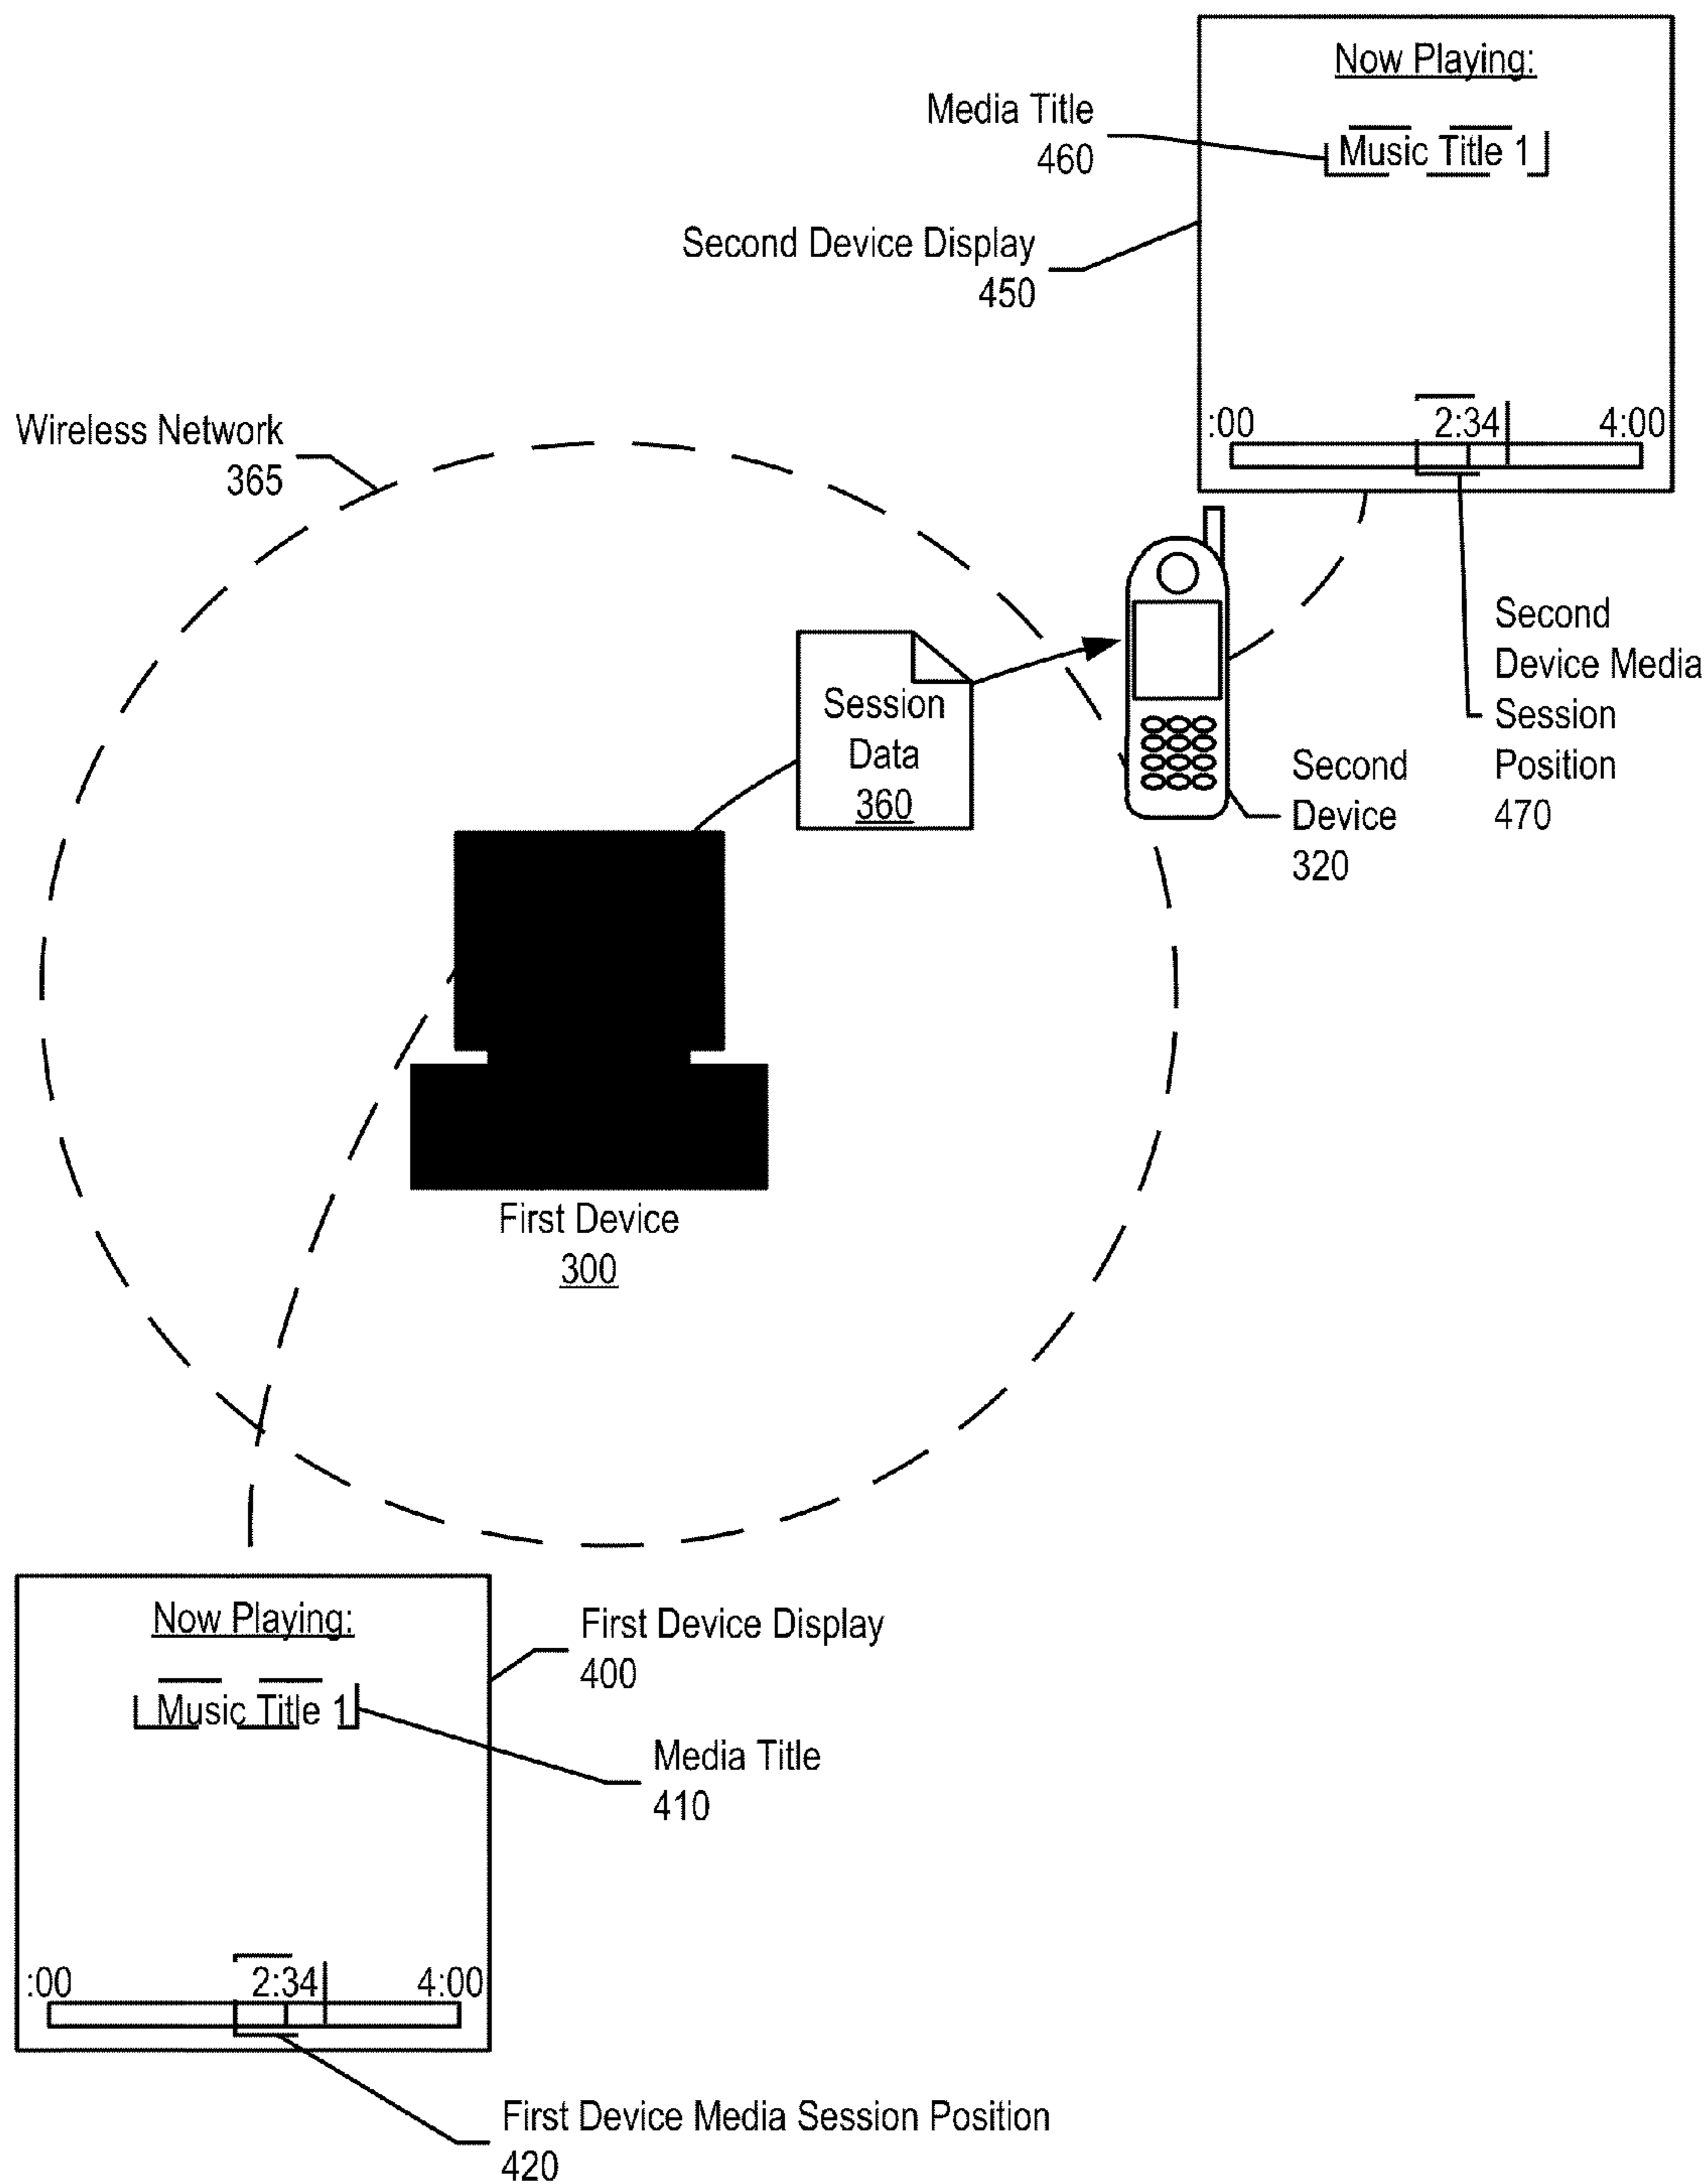 Now Playing:
Media Title
460
Music Title 1
Second Device Display
450
:00 2:34 4:00
Wireless Network
365
Second
Device Media
Session
Position
470
Session
Data
360
Second
Device
320
First Device
300
Now Playing:
First Device Display
400
Music Title 1
Media Title
410
:00 2:34 4:00
First Device Media Session Position
420